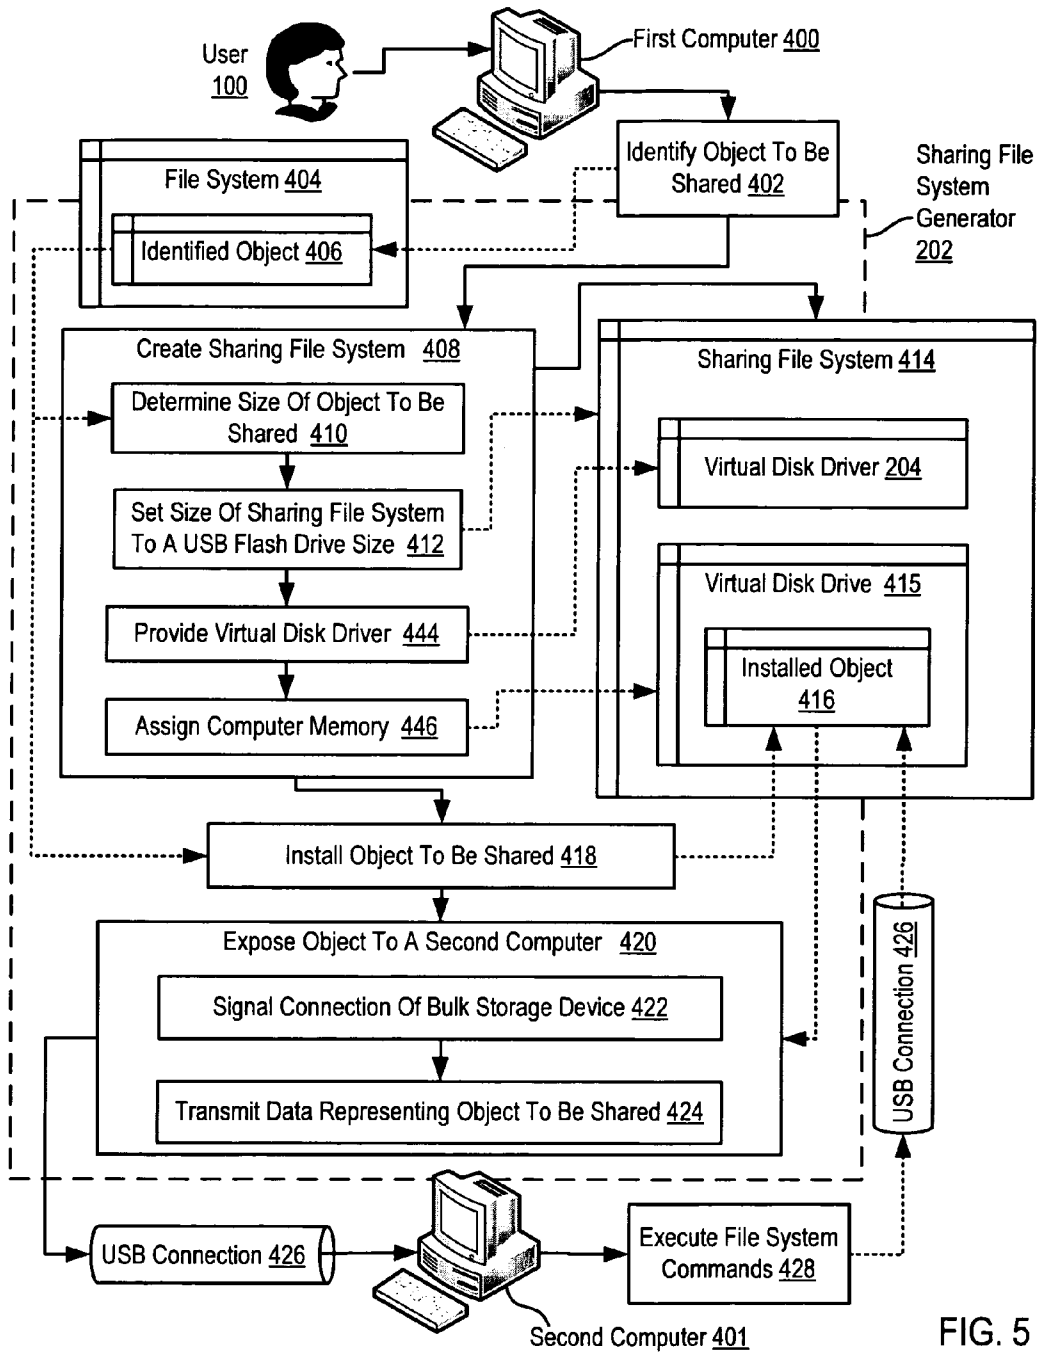 User
100
First Computer 400
Identify Object To Be
Shared 402
Sharing File
System
Generator
202
File System 404
Identified Object 406
Create Sharing File System 408
Determine Size Of Object To Be
Shared 410
Set Size Of Sharing File System
To A USB Flash Drive Size 412
Provide Virtual Disk Driver 444
Assign Computer Memory 446
Sharing File System 414
Virtual Disk Driver 204
Virtual Disk Drive 415
Installed Object
416
Install Object To Be Shared 418
Expose Object To A Second Computer 420
Signal Connection Of Bulk Storage Device 422
Transmit Data Representing Object To Be Shared 424
USB Connection 426
USB Connection 426
Execute File System
Commands 428
Second Computer 401
FIG. 5